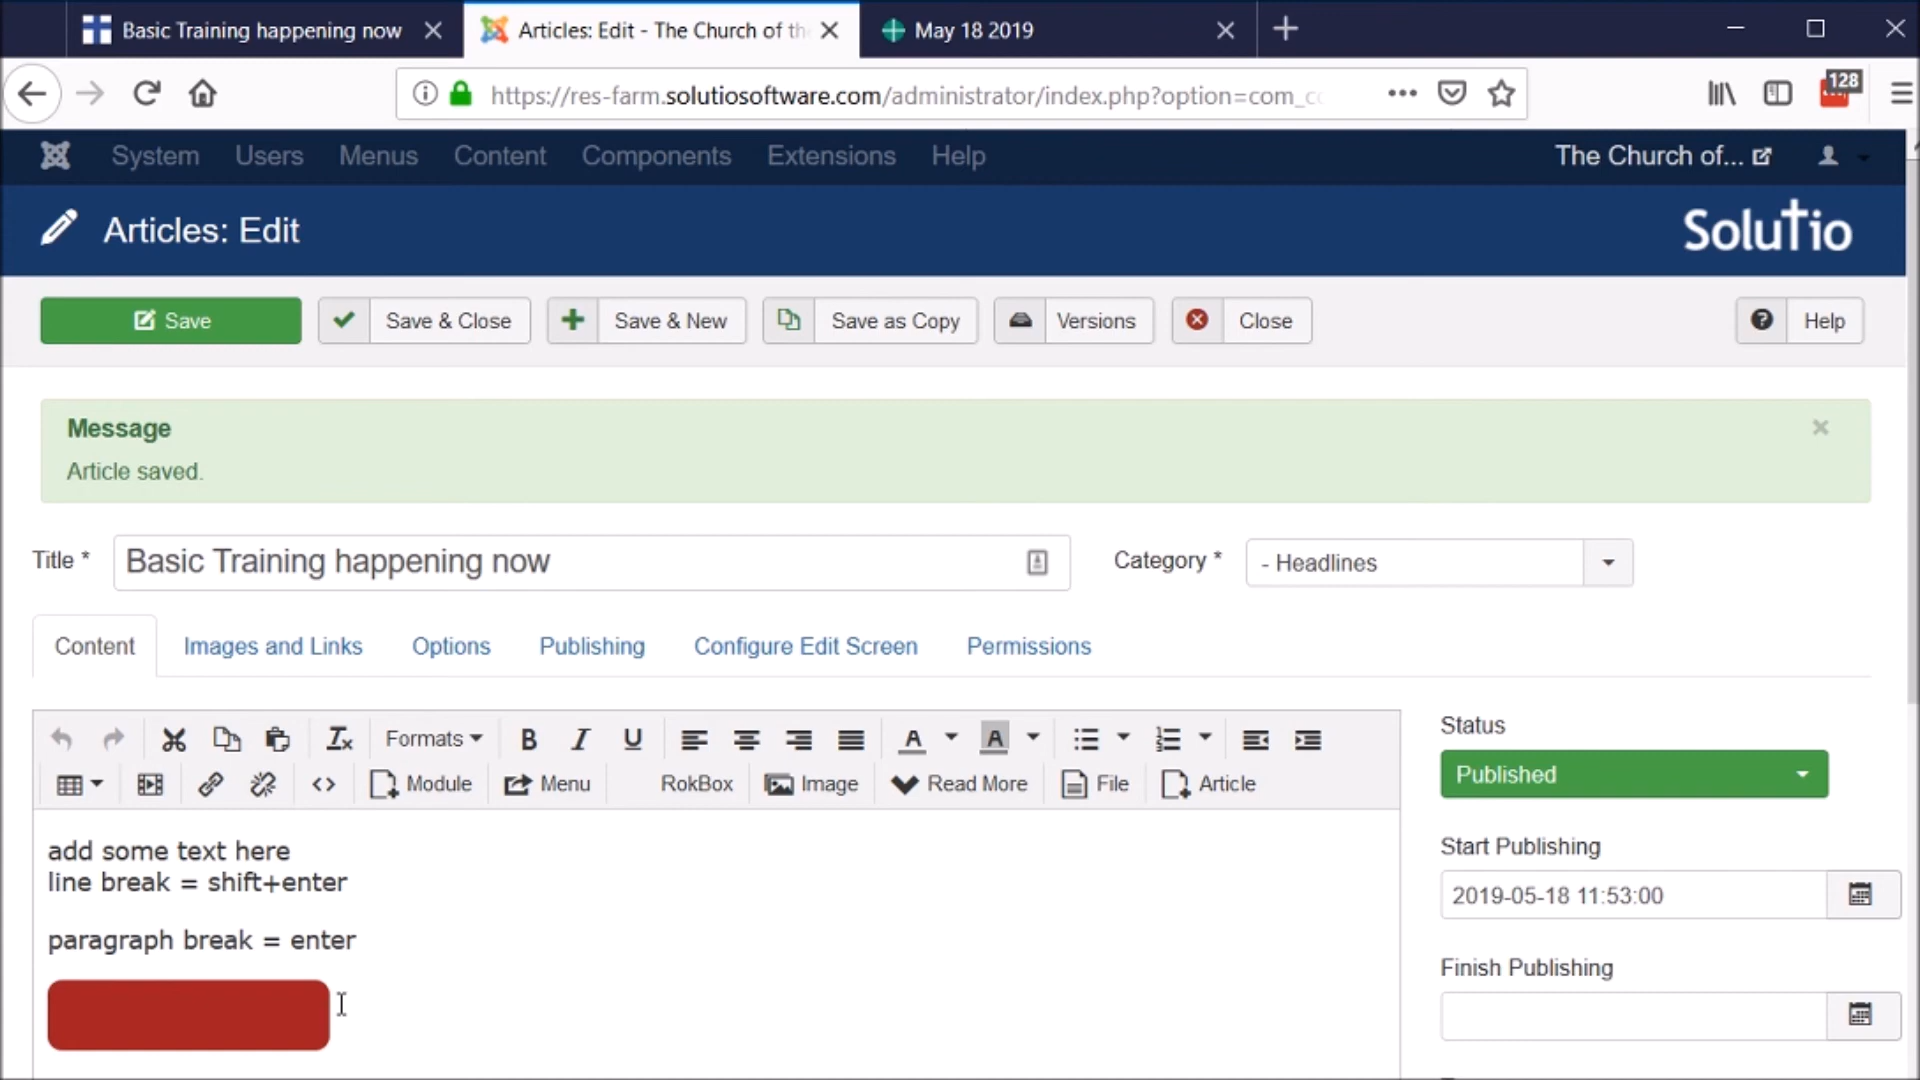 Basic Training happening now
Articles: Edit - The Church of th
May 18 2019
https://res-farm.solutiosoftware.com/administrator/index.php?option=com_c
128
System Users Menus Content Components Extensions Help
The Church of...
Articles: Edit
Solutio
Save
Save & Close
Save & New
Save as Copy
Versions
Close
Help
Message
Article saved.
Title *
Basic Training happening now
Category *
- Headlines
Content
Images and Links
Options
Publishing
Configure Edit Screen
Permissions
Formats B I U A A
Module Menu RokBox Image Read More File Article
add some text here
line break = shift+enter
paragraph break = enter
Status
Published
Start Publishing
2019-05-18 11:53:00
Finish Publishing